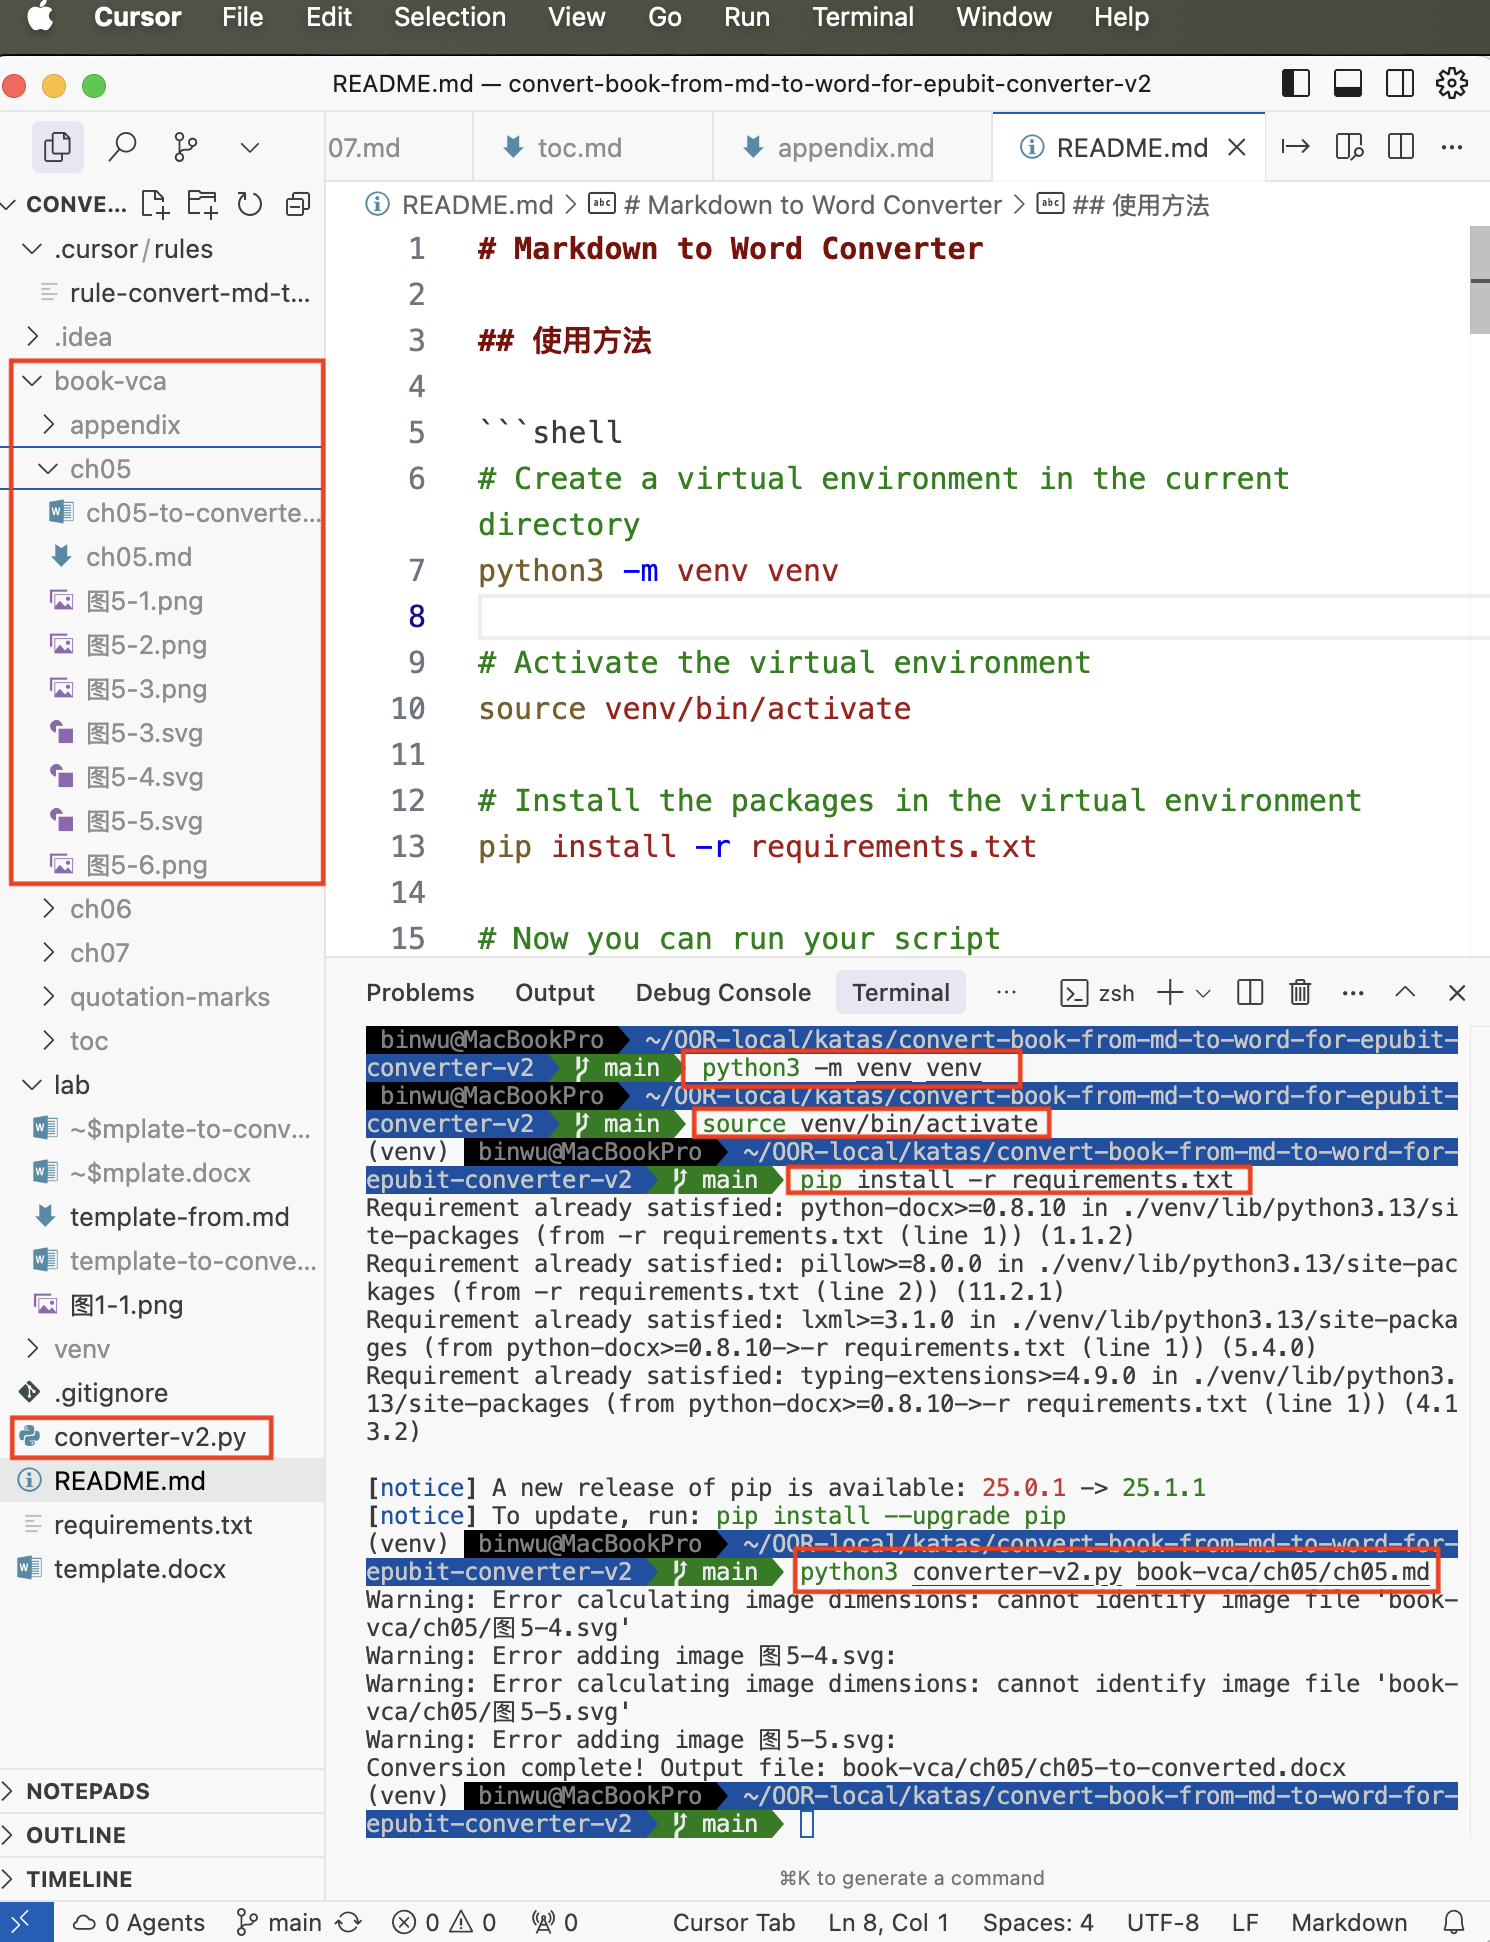 Cursor File Edit Selection View Go Run Terminal Window Help
README.md — convert-book-from-md-to-word-for-epubit-converter-v2
07.md
toc.md
appendix.md
README.md
CONVE...
.cursor/rules
rule-convert-md-t...
.idea
book-vca
appendix
ch05
ch05-to-converte...
ch05.md
图5-1.png
图5-2.png
图5-3.png
图5-3.svg
图5-4.svg
图5-5.svg
图5-6.png
ch06
ch07
quotation-marks
toc
lab
~$mplate-to-conv...
~$mplate.docx
template-from.md
template-to-conve...
图1-1.png
venv
.gitignore
converter-v2.py
README.md
requirements.txt
template.docx
NOTEPADS
OUTLINE
TIMELINE
README.md > # Markdown to Word Converter > ## 使用方法
1 # Markdown to Word Converter
2
3 ## 使用方法
4
5 ```shell
6 # Create a virtual environment in the current
directory
7 python3 -m venv venv
8
9 # Activate the virtual environment
10 source venv/bin/activate
11
12 # Install the packages in the virtual environment
13 pip install -r requirements.txt
14
15 # Now you can run your script
Problems Output Debug Console Terminal ... zsh
binwu@MacBookPro ~/OOR-local/katas/convert-book-from-md-to-word-for-epubit-
converter-v2 main python3 -m venv venv
binwu@MacBookPro ~/OOR-local/katas/convert-book-from-md-to-word-for-epubit-
converter-v2 main source venv/bin/activate
(venv) binwu@MacBookPro ~/OOR-local/katas/convert-book-from-md-to-word-for-
epubit-converter-v2 main pip install -r requirements.txt
Requirement already satisfied: python-docx>=0.8.10 in ./venv/lib/python3.13/si
te-packages (from -r requirements.txt (line 1)) (1.1.2)
Requirement already satisfied: pillow>=8.0.0 in ./venv/lib/python3.13/site-pac
kages (from -r requirements.txt (line 2)) (11.2.1)
Requirement already satisfied: lxml>=3.1.0 in ./venv/lib/python3.13/site-packa
ges (from python-docx>=0.8.10->-r requirements.txt (line 1)) (5.4.0)
Requirement already satisfied: typing-extensions>=4.9.0 in ./venv/lib/python3.
13/site-packages (from python-docx>=0.8.10->-r requirements.txt (line 1)) (4.1
3.2)
[notice] A new release of pip is available: 25.0.1 -> 25.1.1
[notice] To update, run: pip install --upgrade pip
(venv) binwu@MacBookPro ~/OOR-local/katas/convert-book-from-md-to-word-for-
epubit-converter-v2 main python3 converter-v2.py book-vca/ch05/ch05.md
Warning: Error calculating image dimensions: cannot identify image file 'book-
vca/ch05/图5-4.svg'
Warning: Error adding image 图5-4.svg:
Warning: Error calculating image dimensions: cannot identify image file 'book-
vca/ch05/图5-5.svg'
Warning: Error adding image 图5-5.svg:
Conversion complete! Output file: book-vca/ch05/ch05-to-converted.docx
(venv) binwu@MacBookPro ~/OOR-local/katas/convert-book-from-md-to-word-for-
epubit-converter-v2 main
⌘K to generate a command
0 Agents main 0 0 0 Cursor Tab Ln 8, Col 1 Spaces: 4 UTF-8 LF Markdown